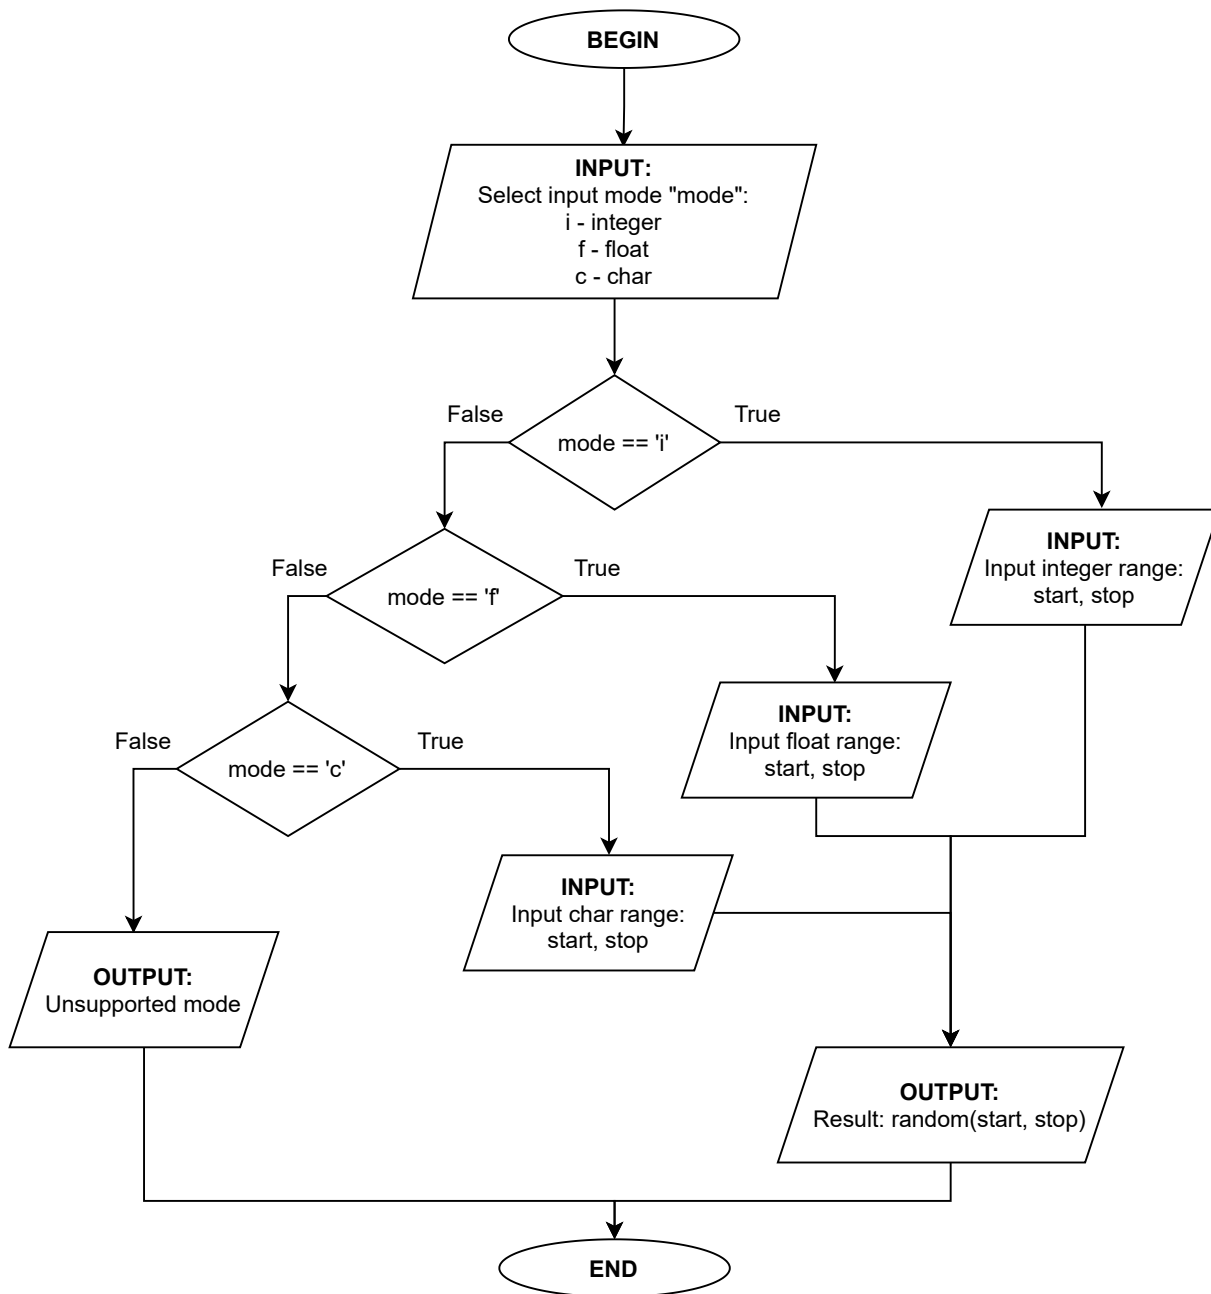 BEGIN
INPUT:
Select input mode "mode":
i - integer
f - float
c - char
False
True
mode == 'i'
INPUT:
Input integer range:
start, stop
False
True
mode == 'f'
INPUT:
Input float range:
start, stop
False
True
mode == 'c'
INPUT:
Input char range:
start, stop
OUTPUT:
Unsupported mode
OUTPUT:
Result: random(start, stop)
END